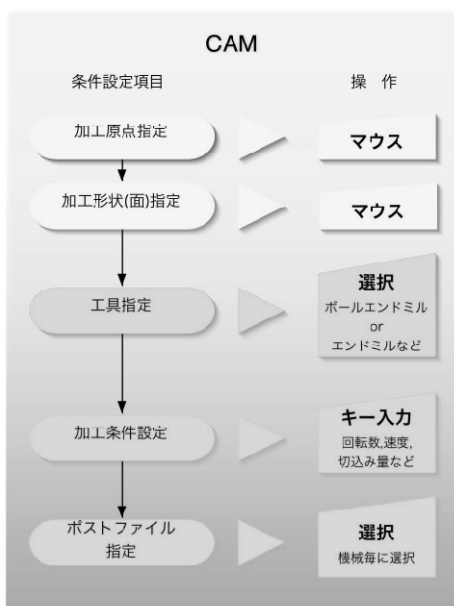 CAM
条件設定項目
操 作
加工原点指定
マウス
加工形状(面)指定
マウス
工具指定
選択
ボールエンドミル
or
エンドミルなど
加工条件設定
キー入力
回転数,速度,
切込み量など
ポストファイル
指定
選択
機械毎に選択